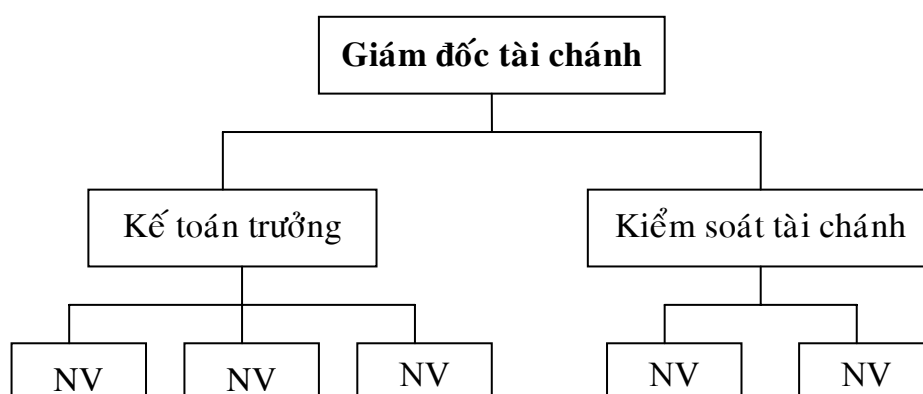 Giám đốc tài chánh
Kế toán trưởng
Kiểm soát tài chánh
NV
NV
NV
NV
NV